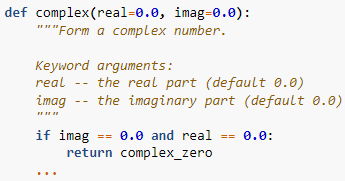 def complex(real=0.0, imag=0.0):
    """Form a complex number.

    Keyword arguments:
    real -- the real part (default 0.0)
    imag -- the imaginary part (default 0.0)
    """
    if imag == 0.0 and real == 0.0:
        return complex_zero
    ...